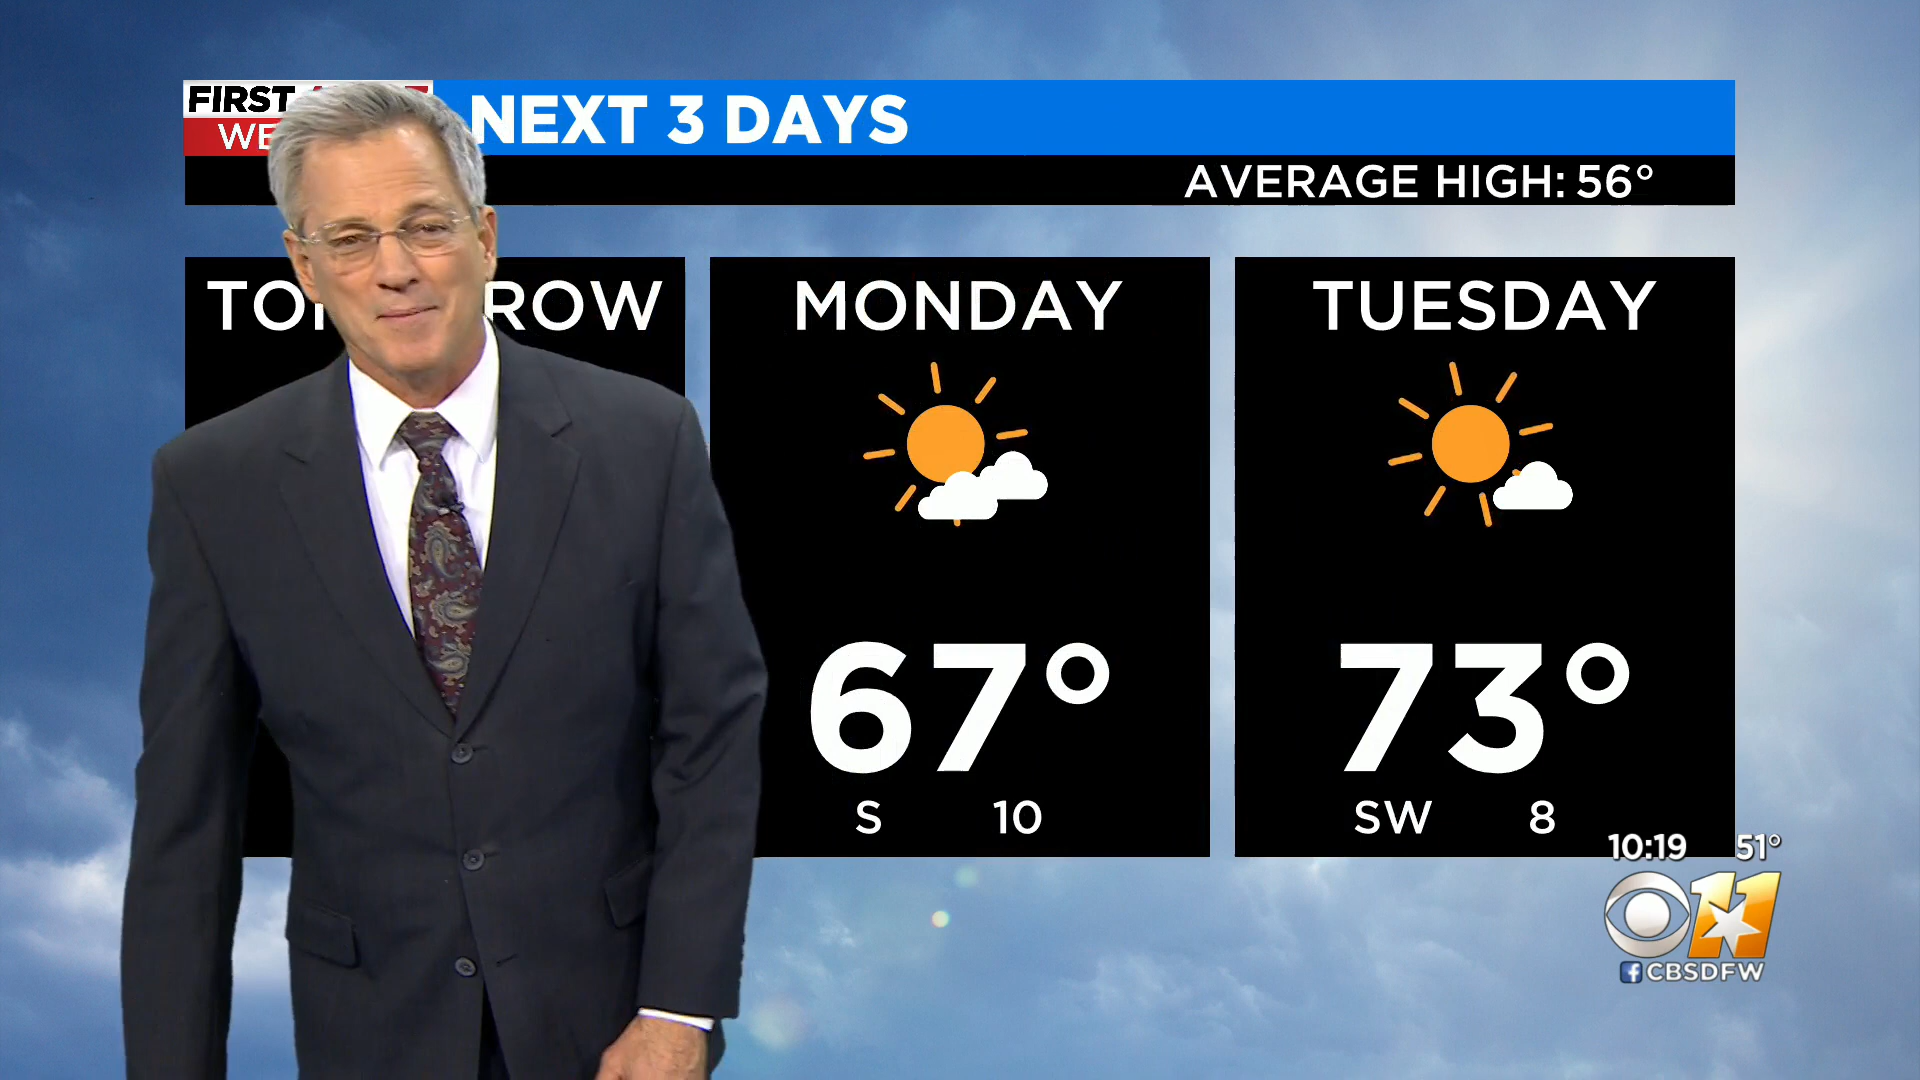 FIRST
WE
NEXT 3 DAYS
AVERAGE HIGH: 56°
ROW
MONDAY
TUESDAY
67°
73°
S 10
SW 8
10:19 51°
11
CBSDFW